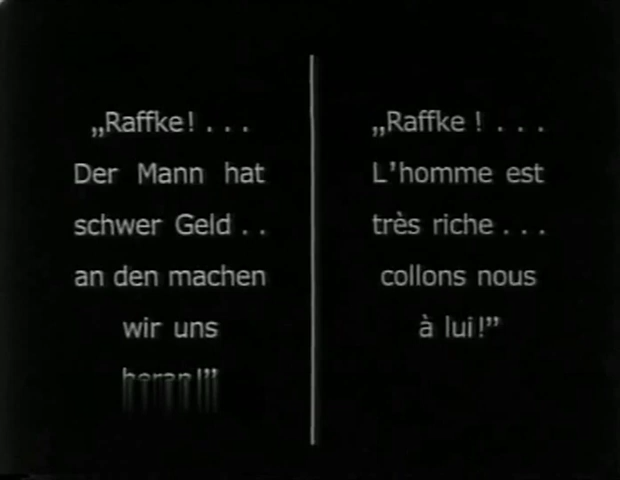 „Raffke! . . .
Der Mann hat
schwer Geld . .
an den machen
wir uns
heran!”
„Raffke ! . . .
L'homme est
très riche . . .
collons nous
à lui!”